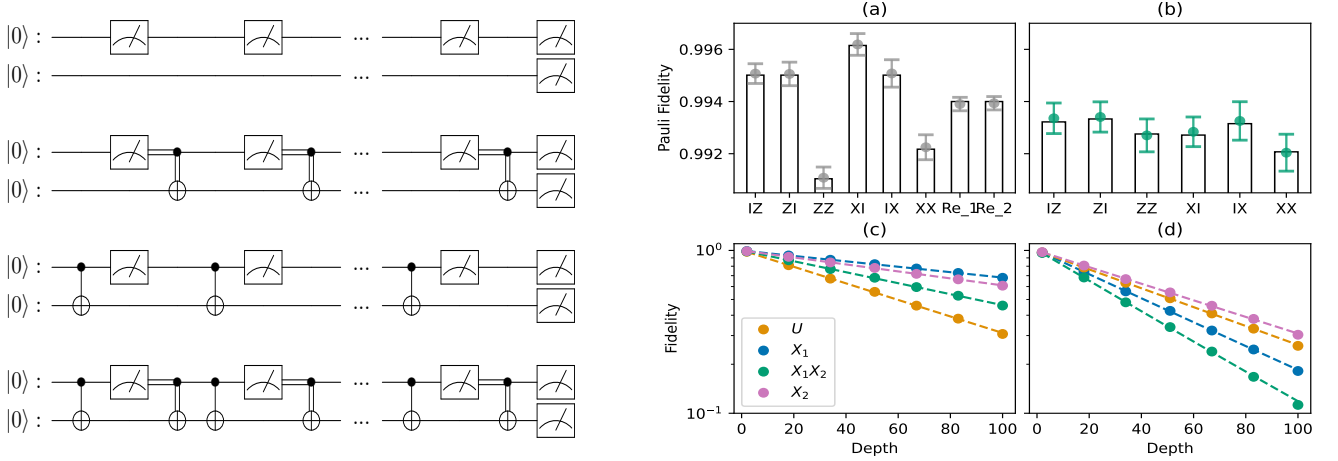 |0⟩ :
...
|0⟩ :
...
|0⟩ :
...
|0⟩ :
...
|0⟩ :
...
|0⟩ :
...
|0⟩ :
...
|0⟩ :
...
(a)
Pauli Fidelity
0.996
0.994
0.992
IZ ZI ZZ XI IX XX Re_1 Re_2
(b)
IZ ZI ZZ XI IX XX
(c)
Fidelity
10⁰
10⁻¹
U
X₁
X₁X₂
X₂
0 20 40 60 80 100
Depth
(d)
0 20 40 60 80 100
Depth